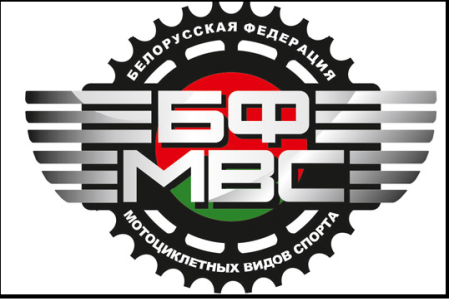 БЕЛОРУССКАЯ ФЕДЕРАЦИЯ
БФ
МВС
МОТОЦИКЛЕТНЫХ ВИДОВ СПОРТА